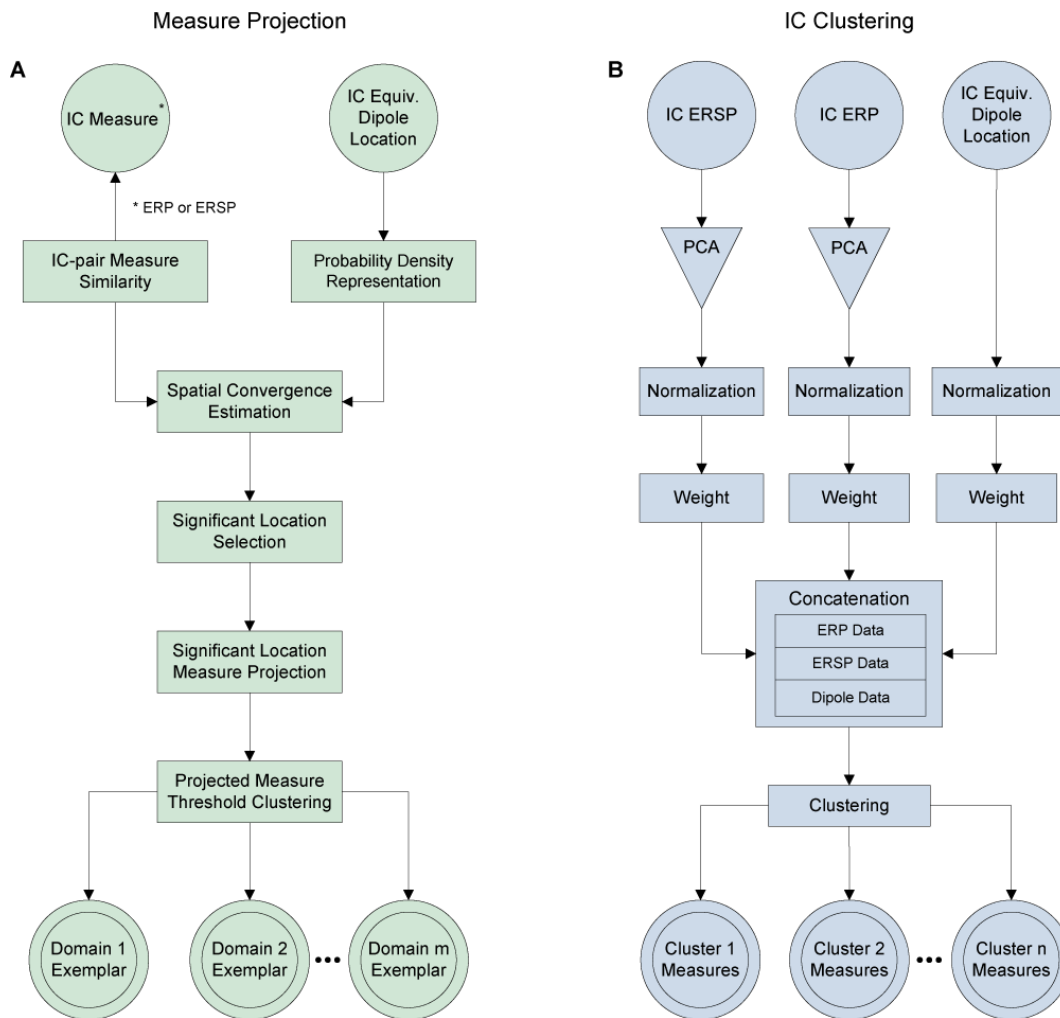 Measure Projection
A
IC Measure*
IC Equiv.
Dipole
Location
* ERP or ERSP
IC-pair Measure
Similarity
Probability Density
Representation
Spatial Convergence
Estimation
Significant Location
Selection
Significant Location
Measure Projection
Projected Measure
Threshold Clustering
Domain 1
Exemplar
Domain 2
Exemplar
•••
Domain m
Exemplar
IC Clustering
B
IC ERSP
IC ERP
IC Equiv.
Dipole
Location
PCA
PCA
Normalization
Normalization
Normalization
Weight
Weight
Weight
Concatenation
ERP Data
ERSP Data
Dipole Data
Clustering
Cluster 1
Measures
Cluster 2
Measures
•••
Cluster n
Measures